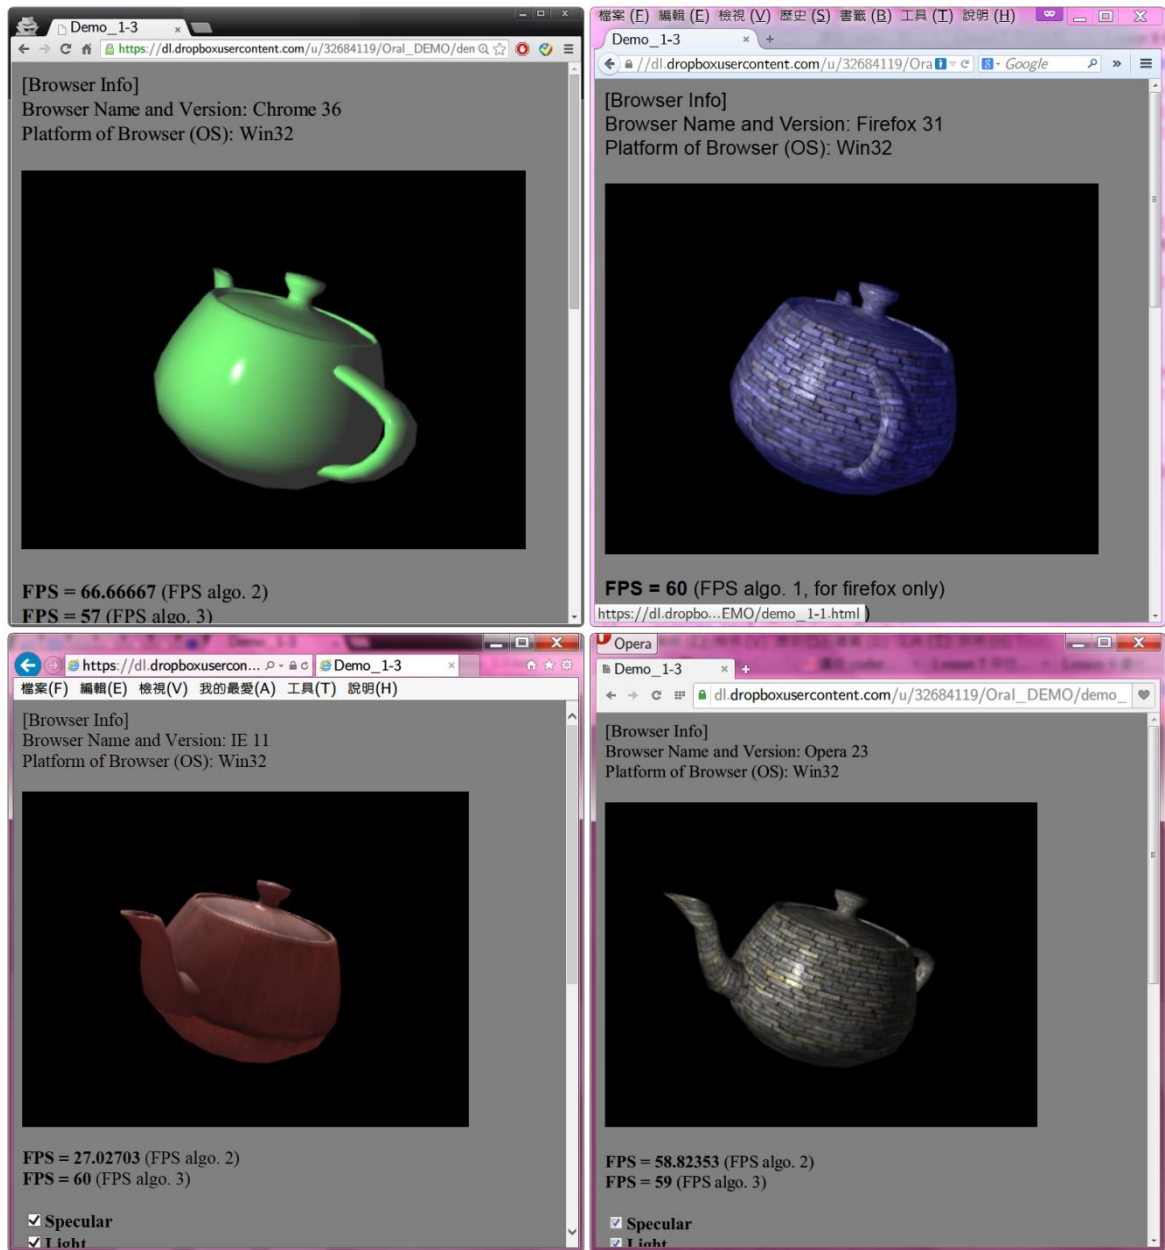 Demo_1-3
https://dl.dropboxusercontent.com/u/32684119/Oral_DEMO/den
[Browser Info]
Browser Name and Version: Chrome 36
Platform of Browser (OS): Win32
FPS = 66.66667 (FPS algo. 2)
FPS = 57 (FPS algo. 3)
檔案 (F) 編輯 (E) 檢視 (V) 歷史 (S) 書籤 (B) 工具 (T) 說明 (H)
Demo_1-3
//dl.dropboxusercontent.com/u/32684119/Ora Google
[Browser Info]
Browser Name and Version: Firefox 31
Platform of Browser (OS): Win32
FPS = 60 (FPS algo. 1, for firefox only)
https://dl.dropbo...EMO/demo_1-1.html )
https://dl.dropboxusercon... Demo_1-3
檔案(F) 編輯(E) 檢視(V) 我的最愛(A) 工具(T) 說明(H)
[Browser Info]
Browser Name and Version: IE 11
Platform of Browser (OS): Win32
FPS = 27.02703 (FPS algo. 2)
FPS = 60 (FPS algo. 3)
Specular
Light
Opera
Demo_1-3
dl.dropboxusercontent.com/u/32684119/Oral_DEMO/demo_
[Browser Info]
Browser Name and Version: Opera 23
Platform of Browser (OS): Win32
FPS = 58.82353 (FPS algo. 2)
FPS = 59 (FPS algo. 3)
Specular
Light